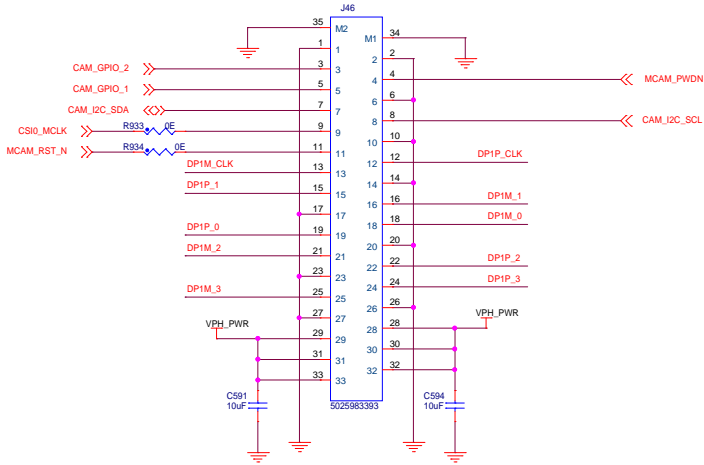 J46
35 M2
M1 34
1 1
2 2
CAM_GPIO_2 3 3
4 4 MCAM_PWDN
CAM_GPIO_1 5 5
6 6
CAM_I2C_SDA 7 7
8 8 CAM_I2C_SCL
CSI0_MCLK R933 0E 9 9
10 10
MCAM_RST_N R934 0E 11 11
12 12 DP1P_CLK
DP1M_CLK 13 13
14 14
DP1P_1 15 15
16 16 DP1M_1
17 17
18 18 DP1M_0
DP1P_0 19 19
20 20
DP1M_2 21 21
22 22 DP1P_2
23 23
24 24 DP1P_3
DP1M_3 25 25
26 26
27 27
VPH_PWR
28 28 VPH_PWR
29 29
30 30
31 31
32 32
33 33
C591
10uF
5025983393
C594
10uF